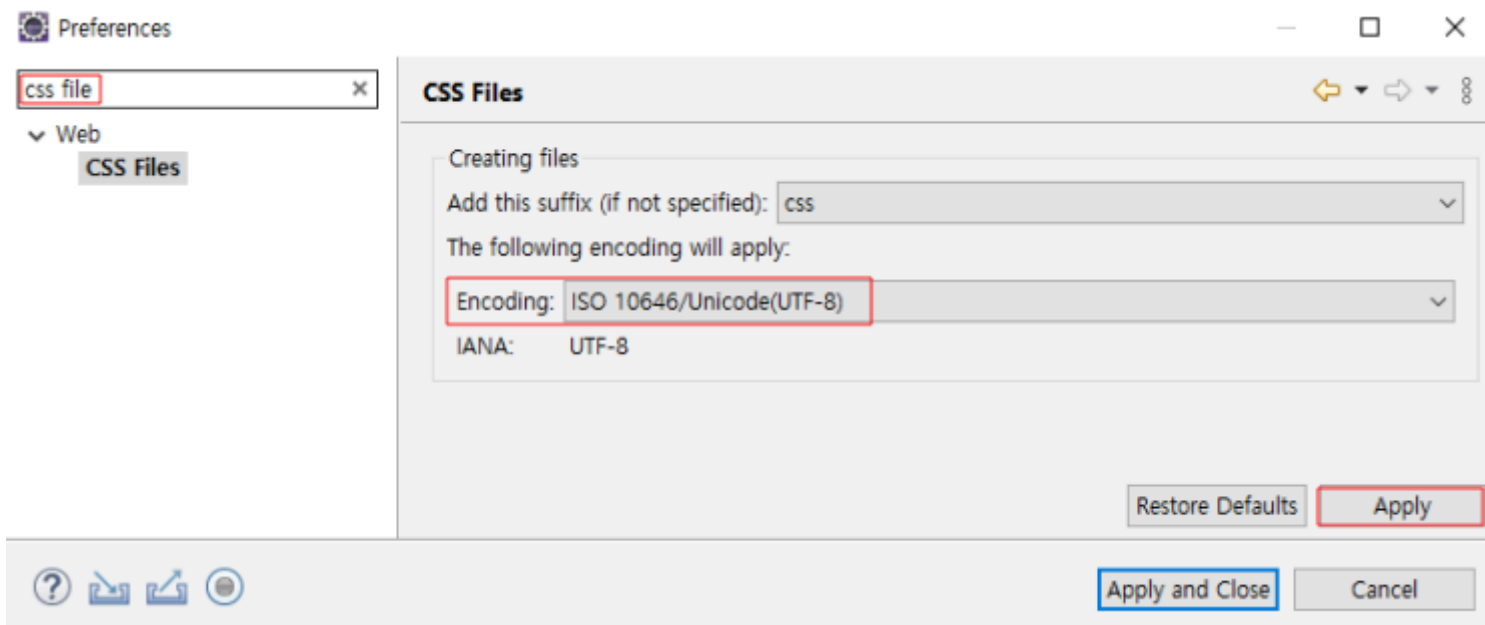 Preferences
css file
Web
CSS Files
CSS Files
Creating files
Add this suffix (if not specified): css
The following encoding will apply:
Encoding: ISO 10646/Unicode(UTF-8)
IANA: UTF-8
Restore Defaults Apply
Apply and Close Cancel